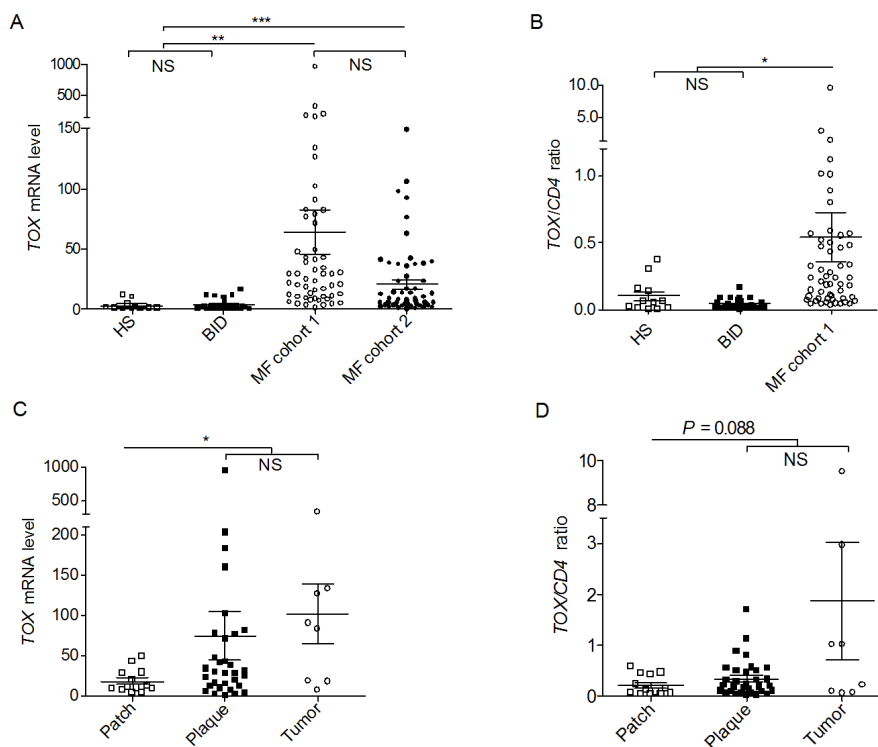 A
***
**
NS
NS
1000
500
150
100
50
0
TOX mRNA level
HS
BID
MF cohort 1
MF cohort 2
B
*
NS
10.0
5.0
1.0
0.5
0.0
TOX/CD4 ratio
HS
BID
MF cohort 1
C
*
NS
1000
500
200
150
100
50
0
TOX mRNA level
Patch
Plaque
Tumor
D
P = 0.088
NS
10
8
3
2
1
0
TOX/CD4 ratio
Patch
Plaque
Tumor